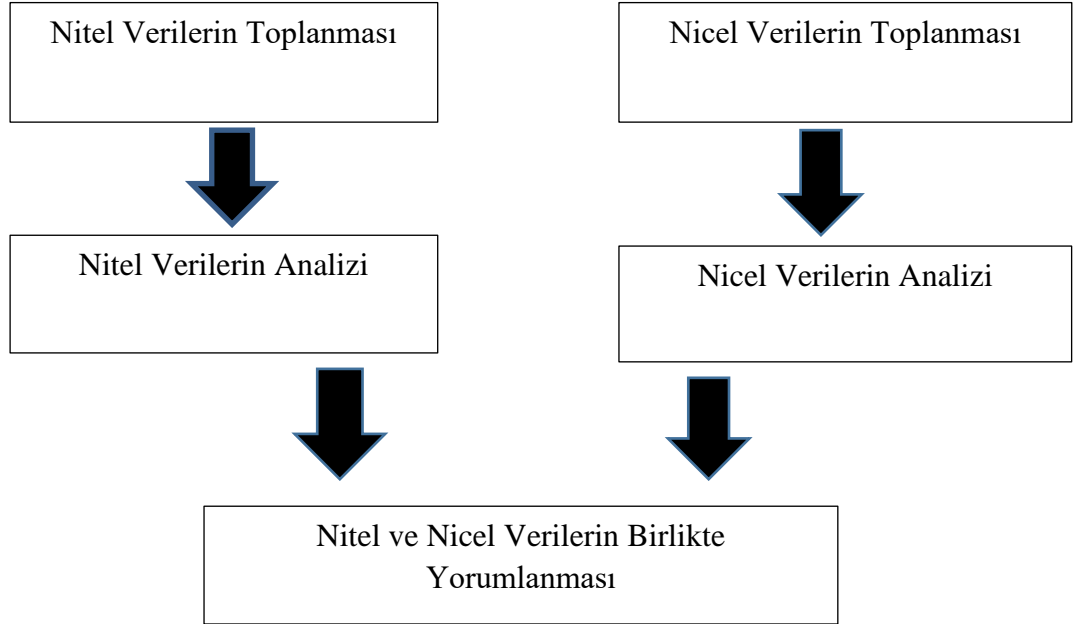 Nitel Verilerin Toplanması
Nicel Verilerin Toplanması
Nitel Verilerin Analizi
Nicel Verilerin Analizi
Nitel ve Nicel Verilerin Birlikte
Yorumlanması